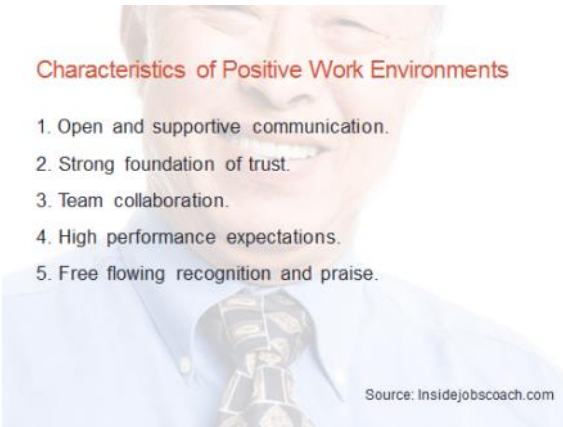 Characteristics of Positive Work Environments
1. Open and supportive communication.
2. Strong foundation of trust.
3. Team collaboration.
4. High performance expectations.
5. Free flowing recognition and praise.
Source: Insidejobscoach.com